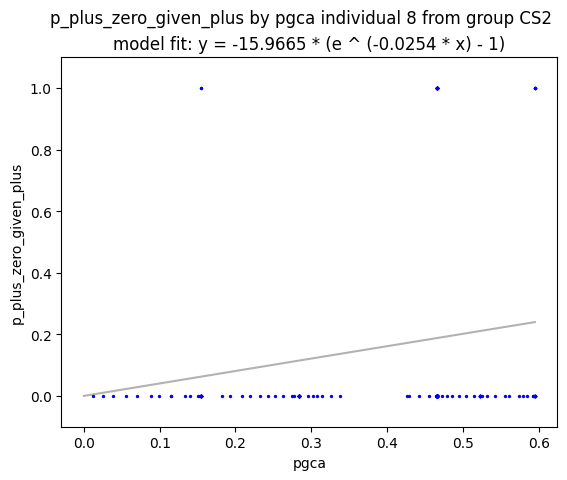 p_plus_zero_given_plus by pgca individual 8 from group CS2
model fit: y = -15.9665 * (e ^ (-0.0254 * x) - 1)
1.0
0.8
0.6
0.4
0.2
0.0
p_plus_zero_given_plus
0.0 0.1 0.2 0.3 0.4 0.5 0.6
pgca